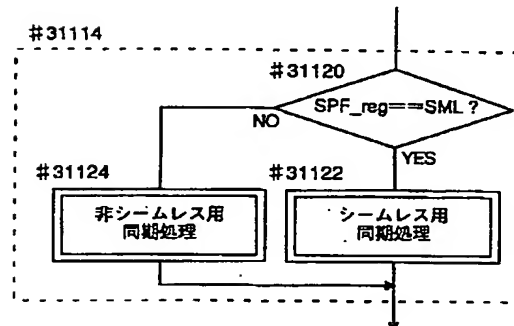 #31114
#31120
SPF_reg==SML?
NO
YES
#31124
#31122
非シームレス用
同期処理
シームレス用
同期処理